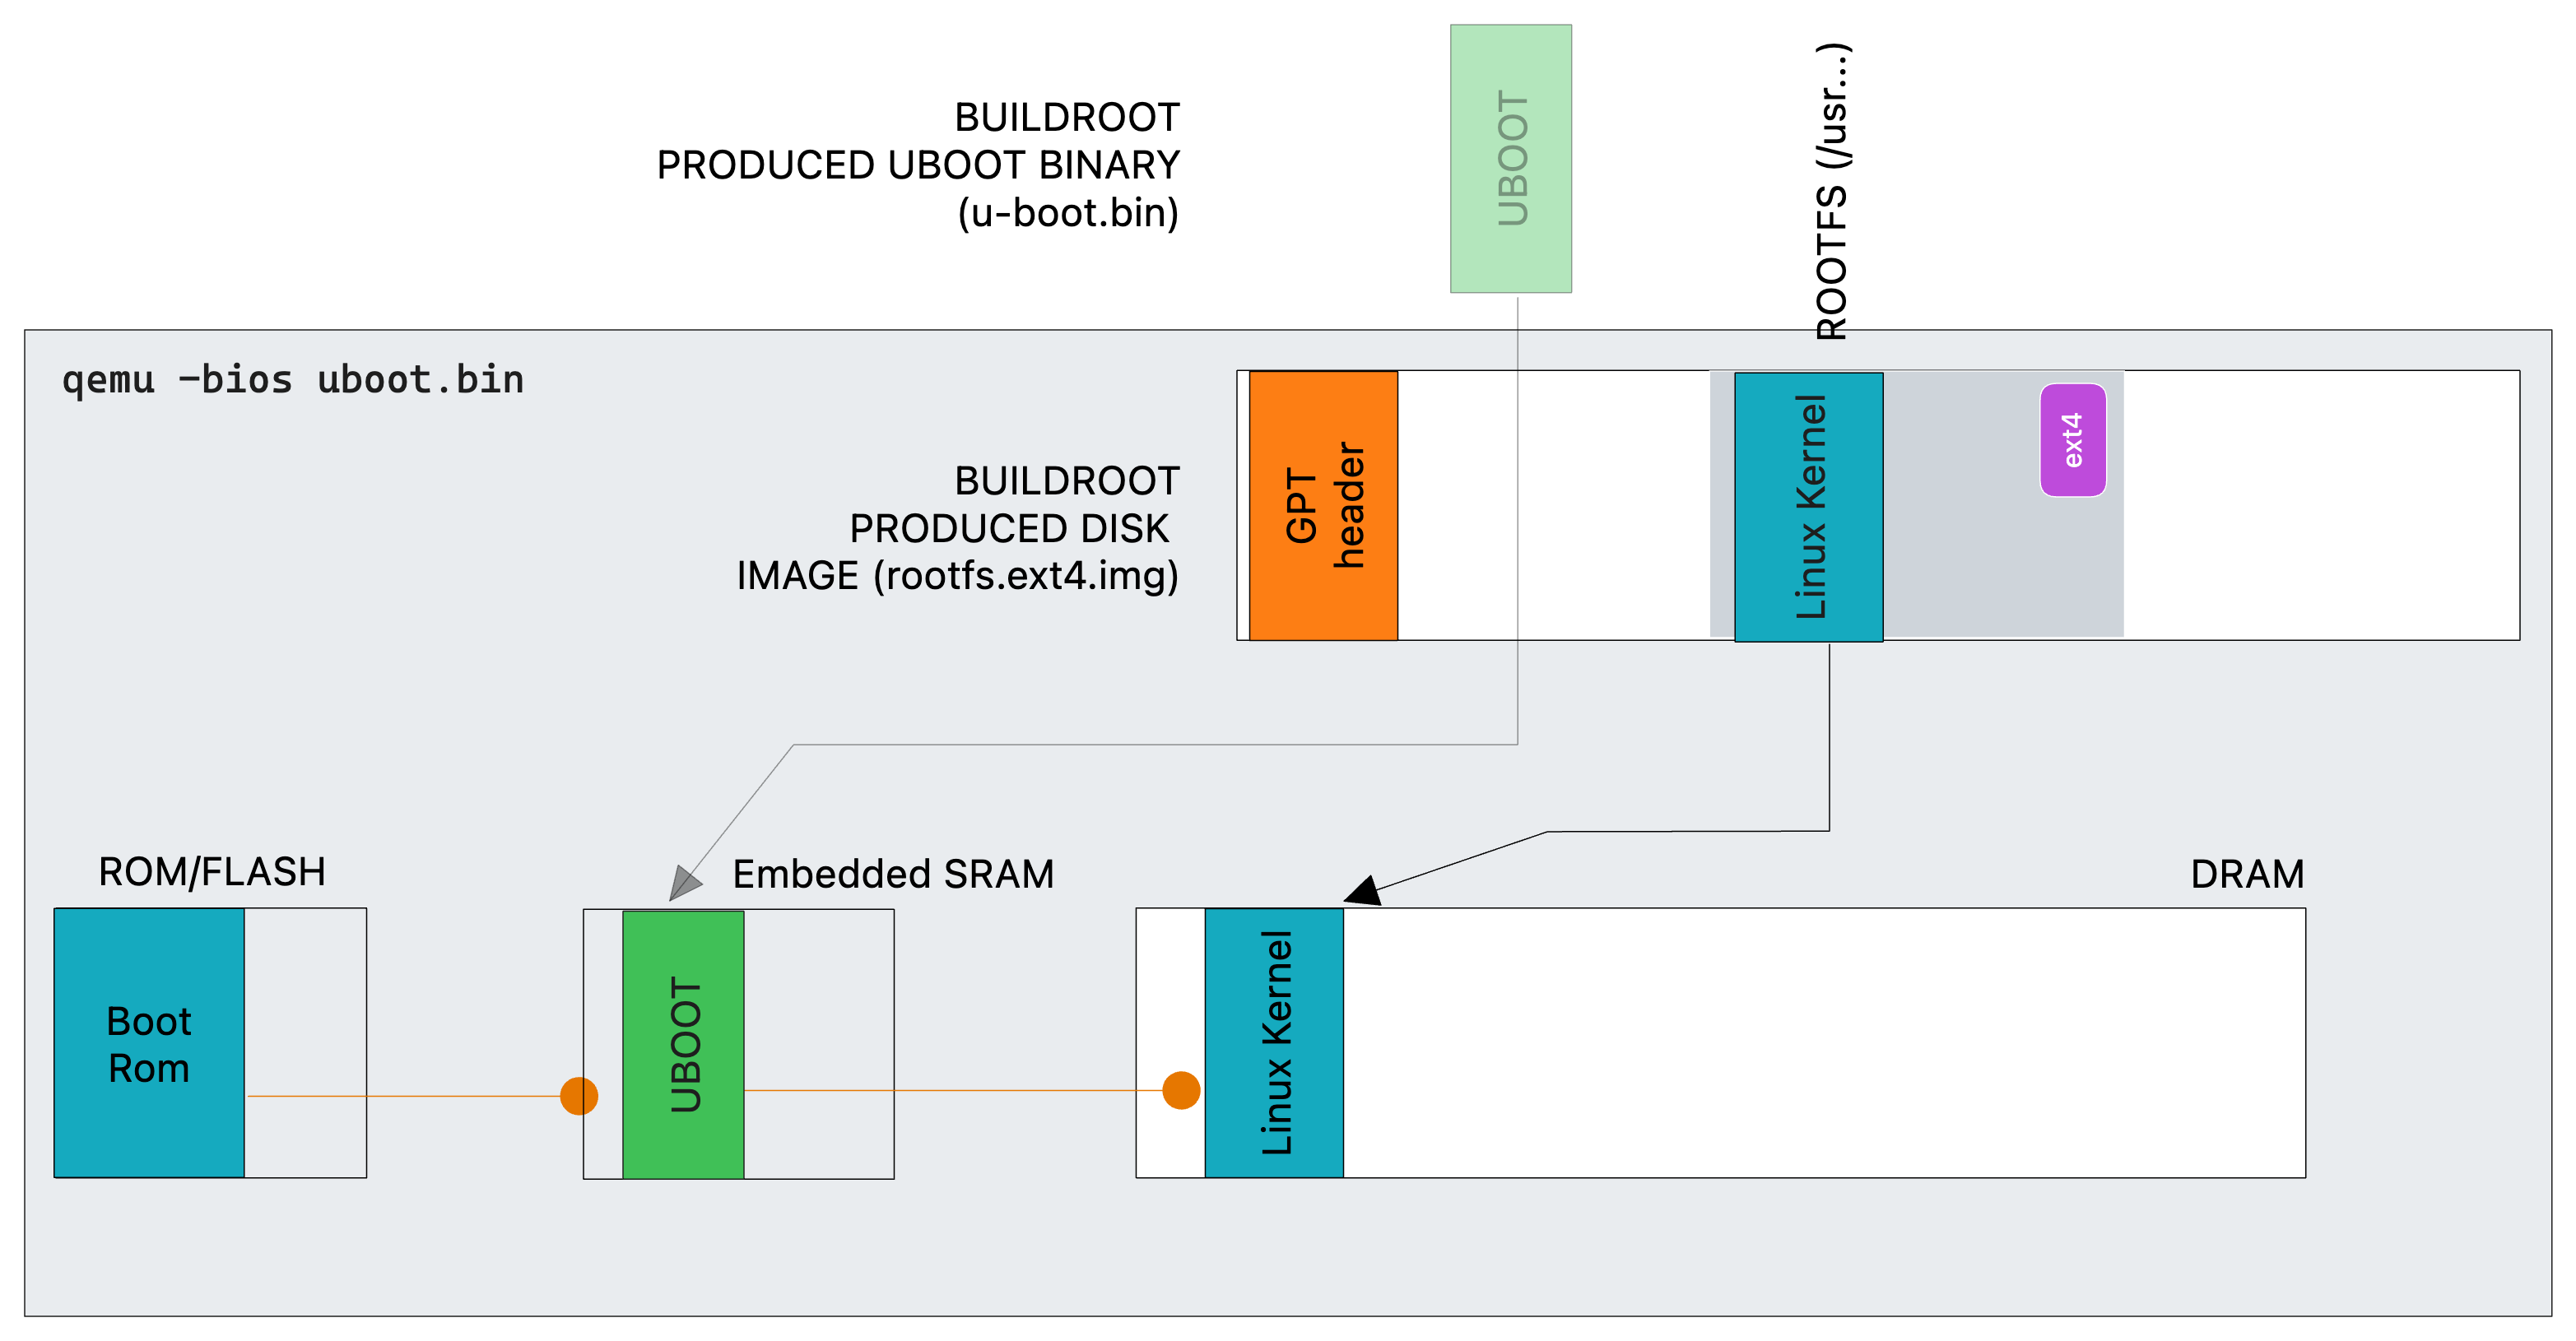 BUILDROOT
PRODUCED UBOOT BINARY
(u-boot.bin)
UBOOT
ROOTFS (/usr...)
qemu -bios uboot.bin
BUILDROOT
PRODUCED DISK
IMAGE (rootfs.ext4.img)
GPT
header
Linux Kernel
ext4
ROM/FLASH
Embedded SRAM
DRAM
Boot
Rom
UBOOT
Linux Kernel